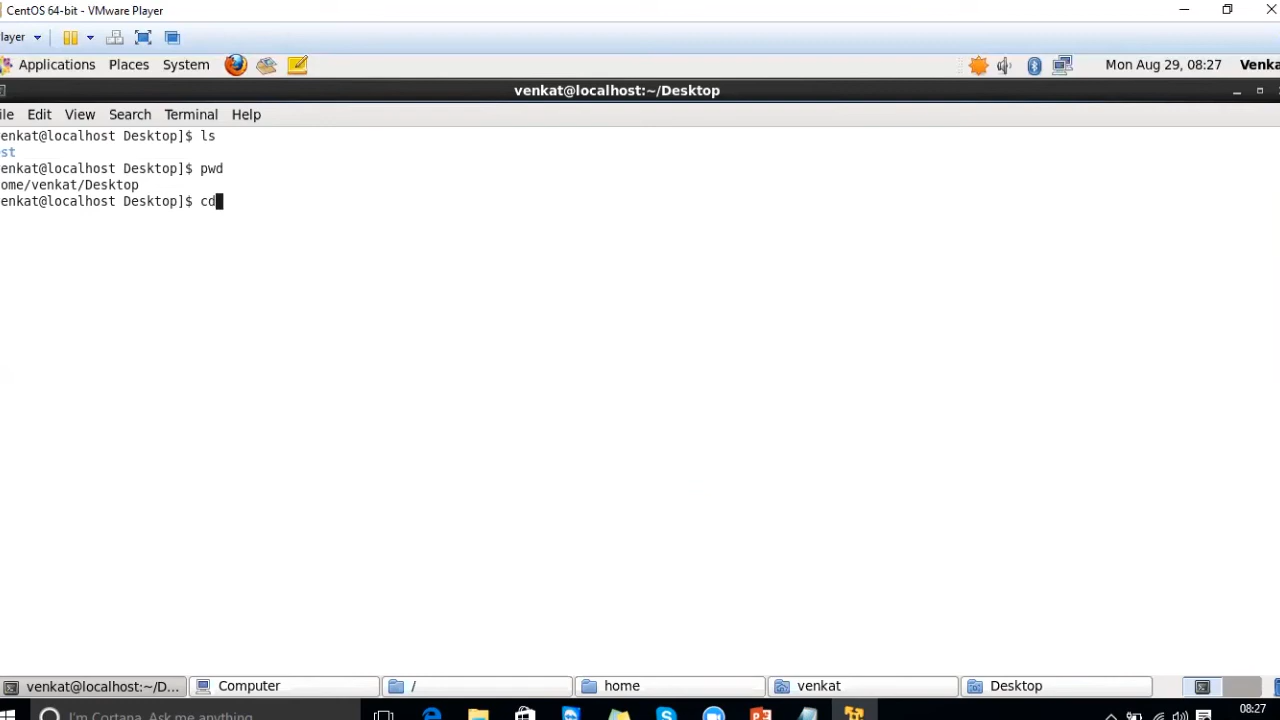 CentOS 64-bit - VMware Player
layer
Applications Places System Mon Aug 29, 08:27 Venka
venkat@localhost:~/Desktop
ile Edit View Search Terminal Help
enkat@localhost Desktop]$ ls
st
enkat@localhost Desktop]$ pwd
ome/venkat/Desktop
enkat@localhost Desktop]$ cd
venkat@localhost:~/D... Computer / home venkat Desktop
I'm Cortana. Ask me anything. 08:27